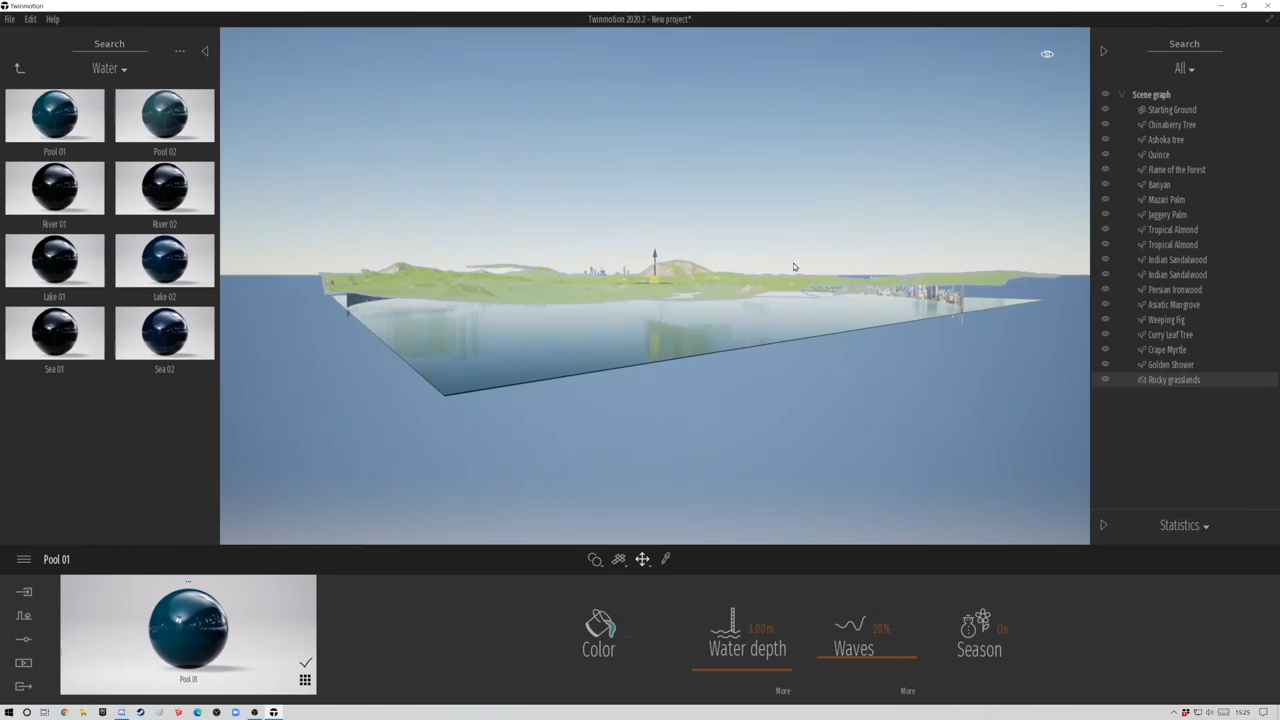 Twinmotion
File Edit Help
Twinmotion 2020.2 - New project*
Search
...
Water
Pool 01
Pool 02
River 01
River 02
Lake 01
Lake 02
Sea 01
Sea 02
Search
All
Scene graph
Starting Ground
Chinaberry Tree
Ashoka tree
Quince
Flame of the Forest
Banyan
Mazari Palm
Jaggery Palm
Tropical Almond
Tropical Almond
Indian Sandalwood
Indian Sandalwood
Persian Ironwood
Asiatic Mangrove
Weeping Fig
Curry Leaf Tree
Crape Myrtle
Golden Shower
Rocky grasslands
Statistics
Pool 01
...
Pool 01
Color
...
3.00m
Water depth
More
20%
Waves
More
On
Season
15:25